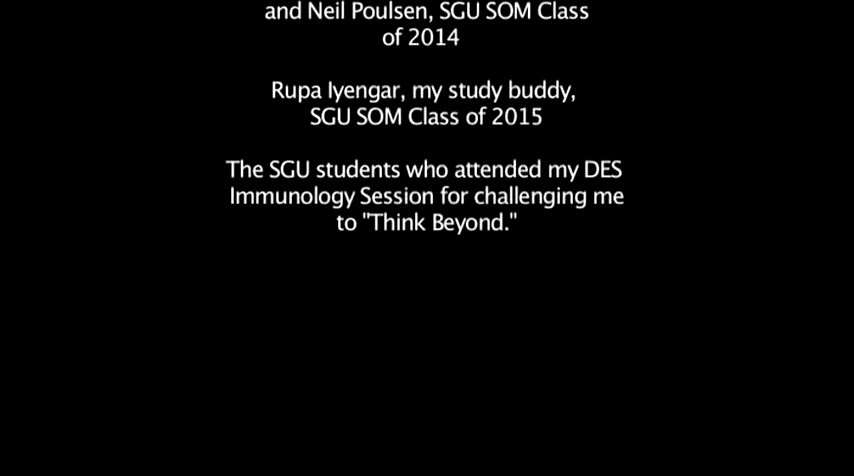 and Neil Poulsen, SGU SOM Class
of 2014
Rupa Iyengar, my study buddy,
SGU SOM Class of 2015
The SGU students who attended my DES
Immunology Session for challenging me
to "Think Beyond."